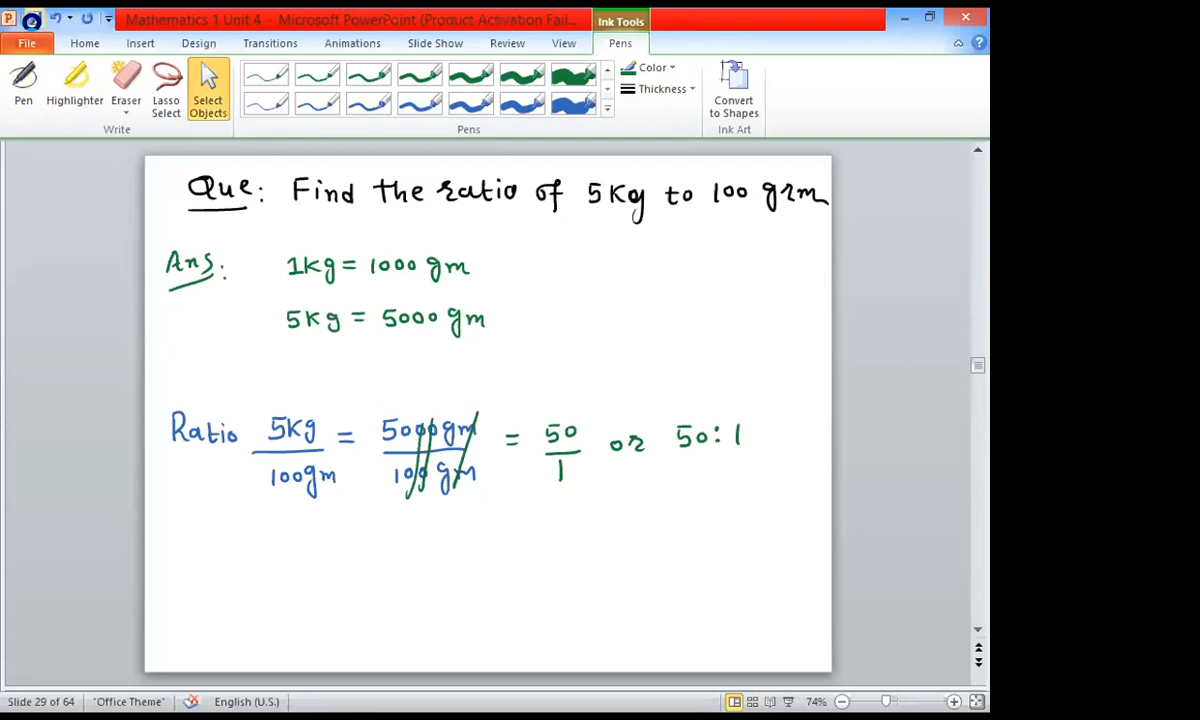 Mathematics 1 Unit 4 - Microsoft PowerPoint (Product Activation Fail...
Ink Tools
File Home Insert Design Transitions Animations Slide Show Review View Pens
Pen Highlighter Eraser Lasso Select Select Objects
Color
Thickness
Convert to Shapes
Write Pens Ink Art
Que: Find the ratio of 5Kg to 100 grm
Ans: 1kg = 1000 gm
5kg = 5000 gm
Ratio 5Kg/100gm = 5000gm/100gm = 50/1 or 50:1
Slide 29 of 64 "Office Theme" English (U.S.) 74%